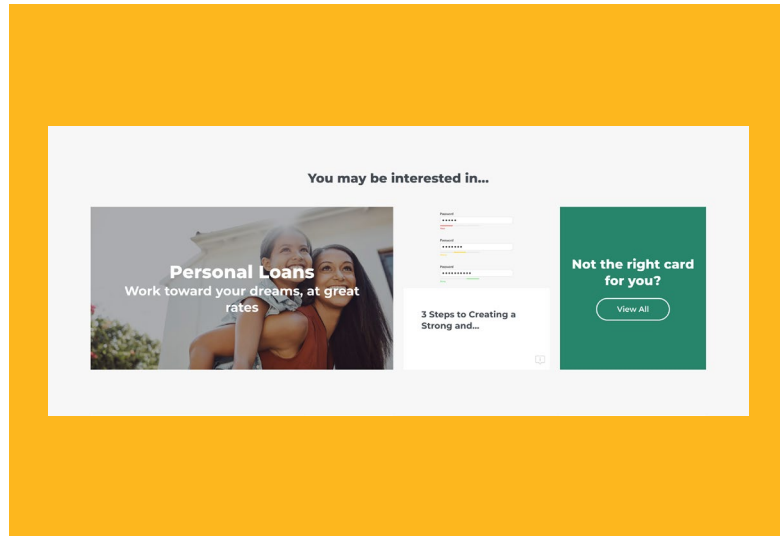 You may be interested in...
Personal Loans
Work toward your dreams, at great
rates
Password
Password
Password
3 Steps to Creating a
Strong and...
Not the right card
for you?
View All